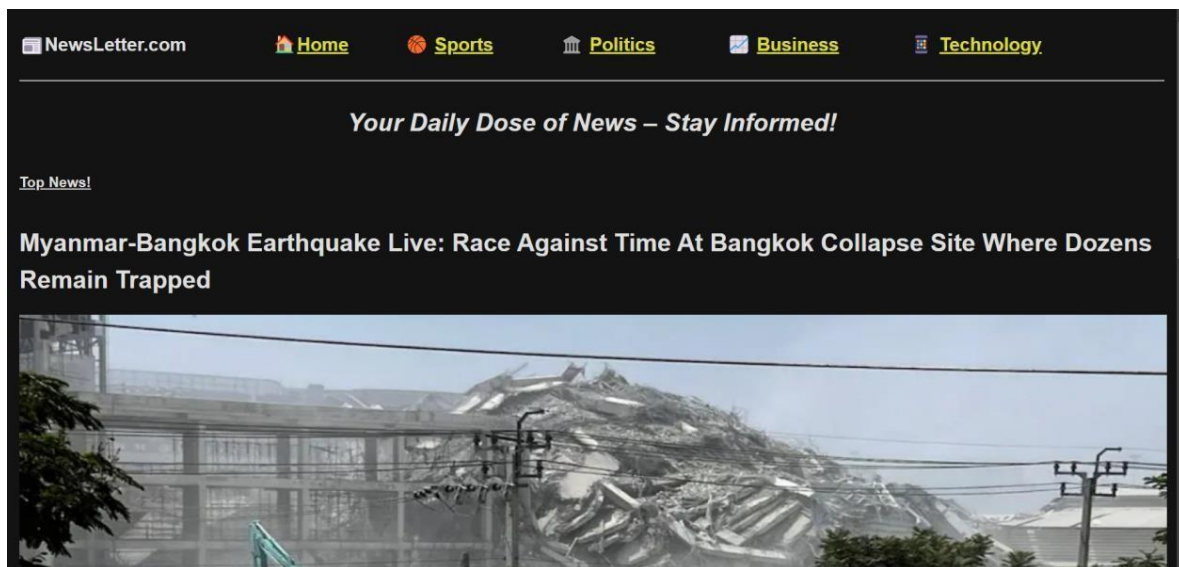 NewsLetter.com Home Sports Politics Business Technology
Your Daily Dose of News – Stay Informed!
Top News!
Myanmar-Bangkok Earthquake Live: Race Against Time At Bangkok Collapse Site Where Dozens
Remain Trapped